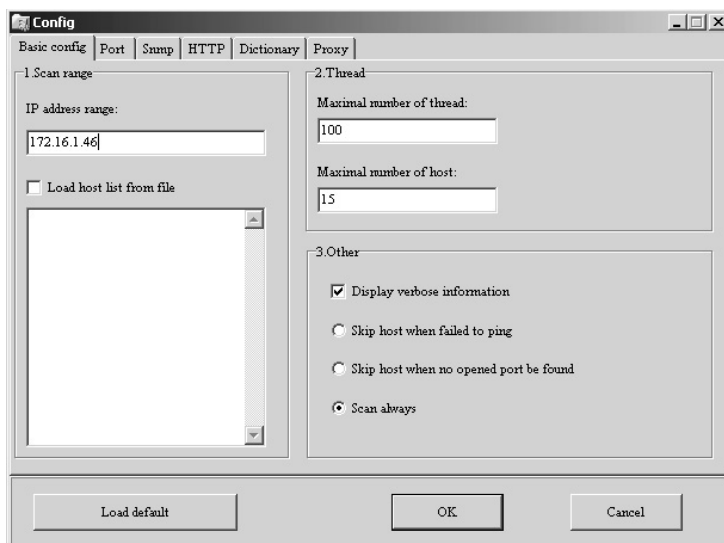 Config
Basic config Port Snmp HTTP Dictionary Proxy
1.Scan range
IP address range:
172.16.1.46
Load host list from file
2.Thread
Maximal number of thread:
100
Maximal number of host:
15
3.Other
Display verbose information
Skip host when failed to ping
Skip host when no opened port be found
Scan always
Load default OK Cancel